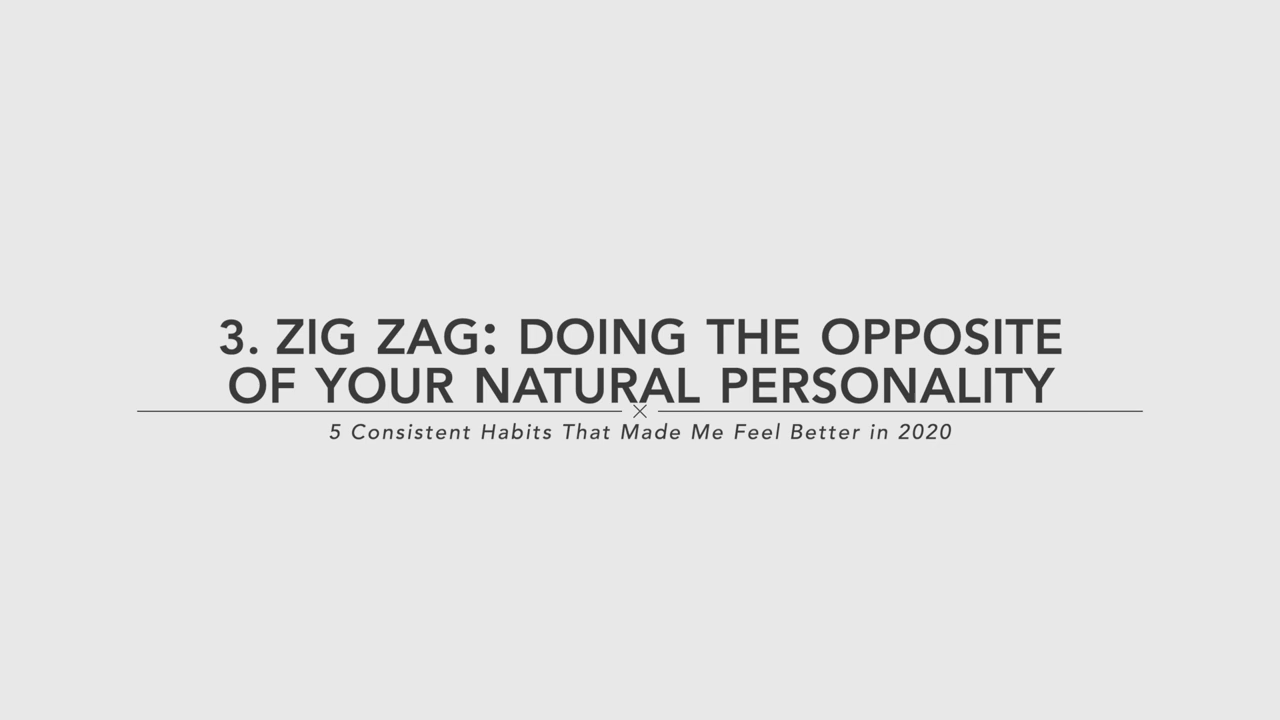 3. ZIG ZAG: DOING THE OPPOSITE
OF YOUR NATURAL PERSONALITY
5 Consistent Habits That Made Me Feel Better in 2020